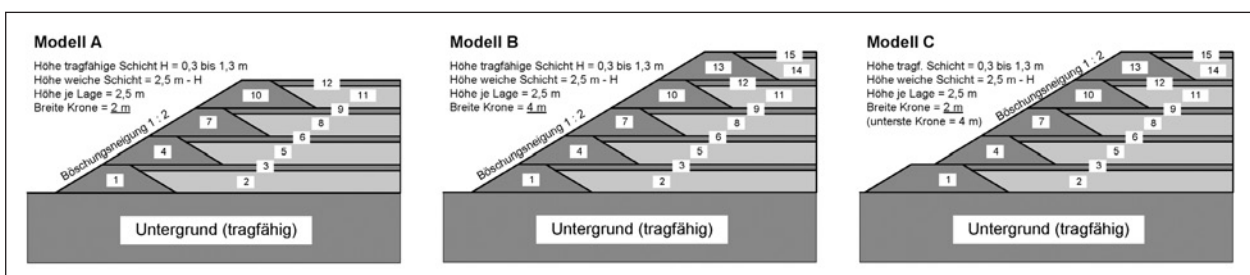 Modell A
Höhe tragfähige Schicht H = 0,3 bis 1,3 m
Höhe weiche Schicht = 2,5 m - H
Höhe je Lage = 2,5 m
Breite Krone = 2 m
Böschungsneigung 1 : 2
12
10
11
9
7
8
6
4
5
3
1
2
Untergrund (tragfähig)
Modell B
Höhe tragfähige Schicht H = 0,3 bis 1,3 m
Höhe weiche Schicht = 2,5 m - H
Höhe je Lage = 2,5 m
Breite Krone = 4 m
Böschungsneigung 1 : 2
15
13
14
12
10
11
9
7
8
6
4
5
3
1
2
Untergrund (tragfähig)
Modell C
Höhe tragf. Schicht = 0,3 bis 1,3 m
Höhe weiche Schicht = 2,5 m - H
Höhe je Lage = 2,5 m
Breite Krone = 2 m
(unterste Krone = 4 m)
Böschungsneigung 1 : 2
15
13
14
12
10
11
9
7
8
6
4
5
3
1
2
Untergrund (tragfähig)